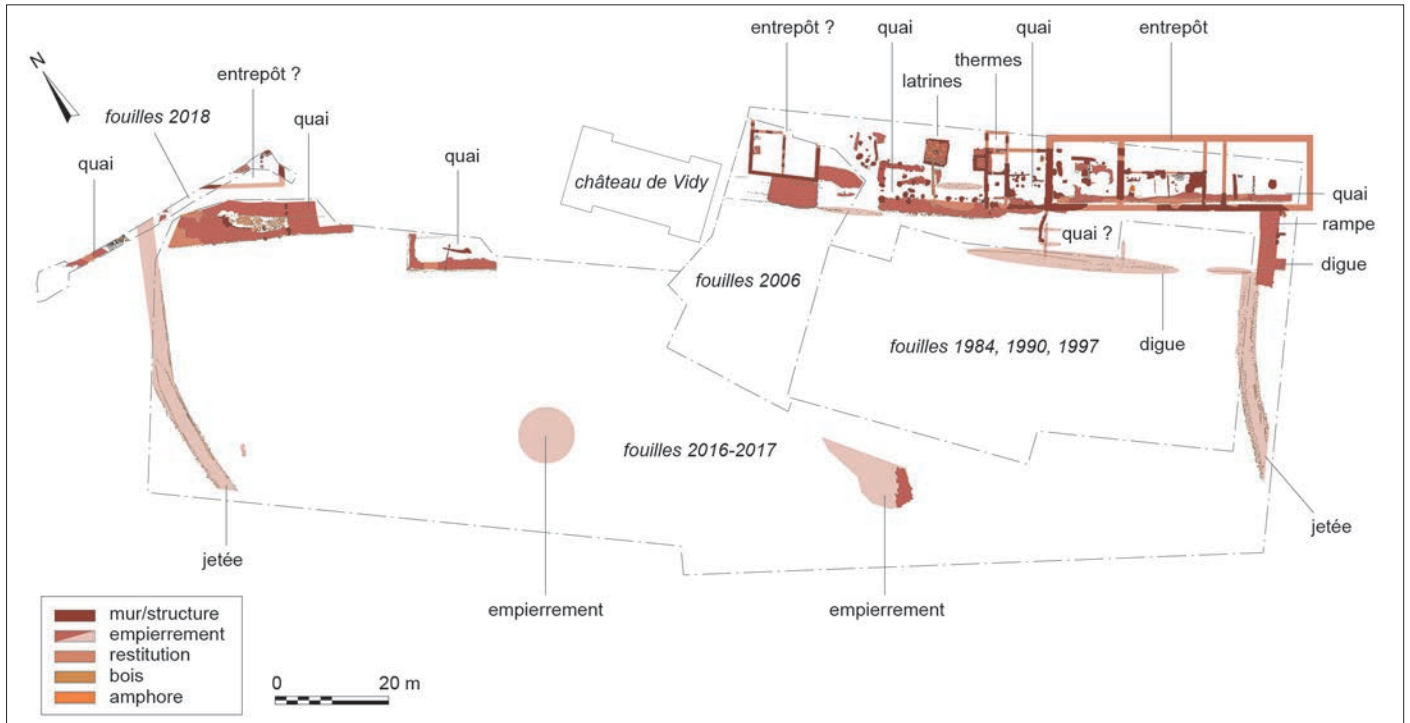 N
entrepôt ?
fouilles 2018
quai
quai
quai
château de Vidy
entrepôt ?
quai
latrines
thermes
quai
entrepôt
quai
rampe
quai ?
digue
fouilles 2006
fouilles 1984, 1990, 1997
digue
fouilles 2016-2017
jetée
jetée
empierrement
empierrement
mur/structure
empierrement
restitution
bois
amphore
0 20 m